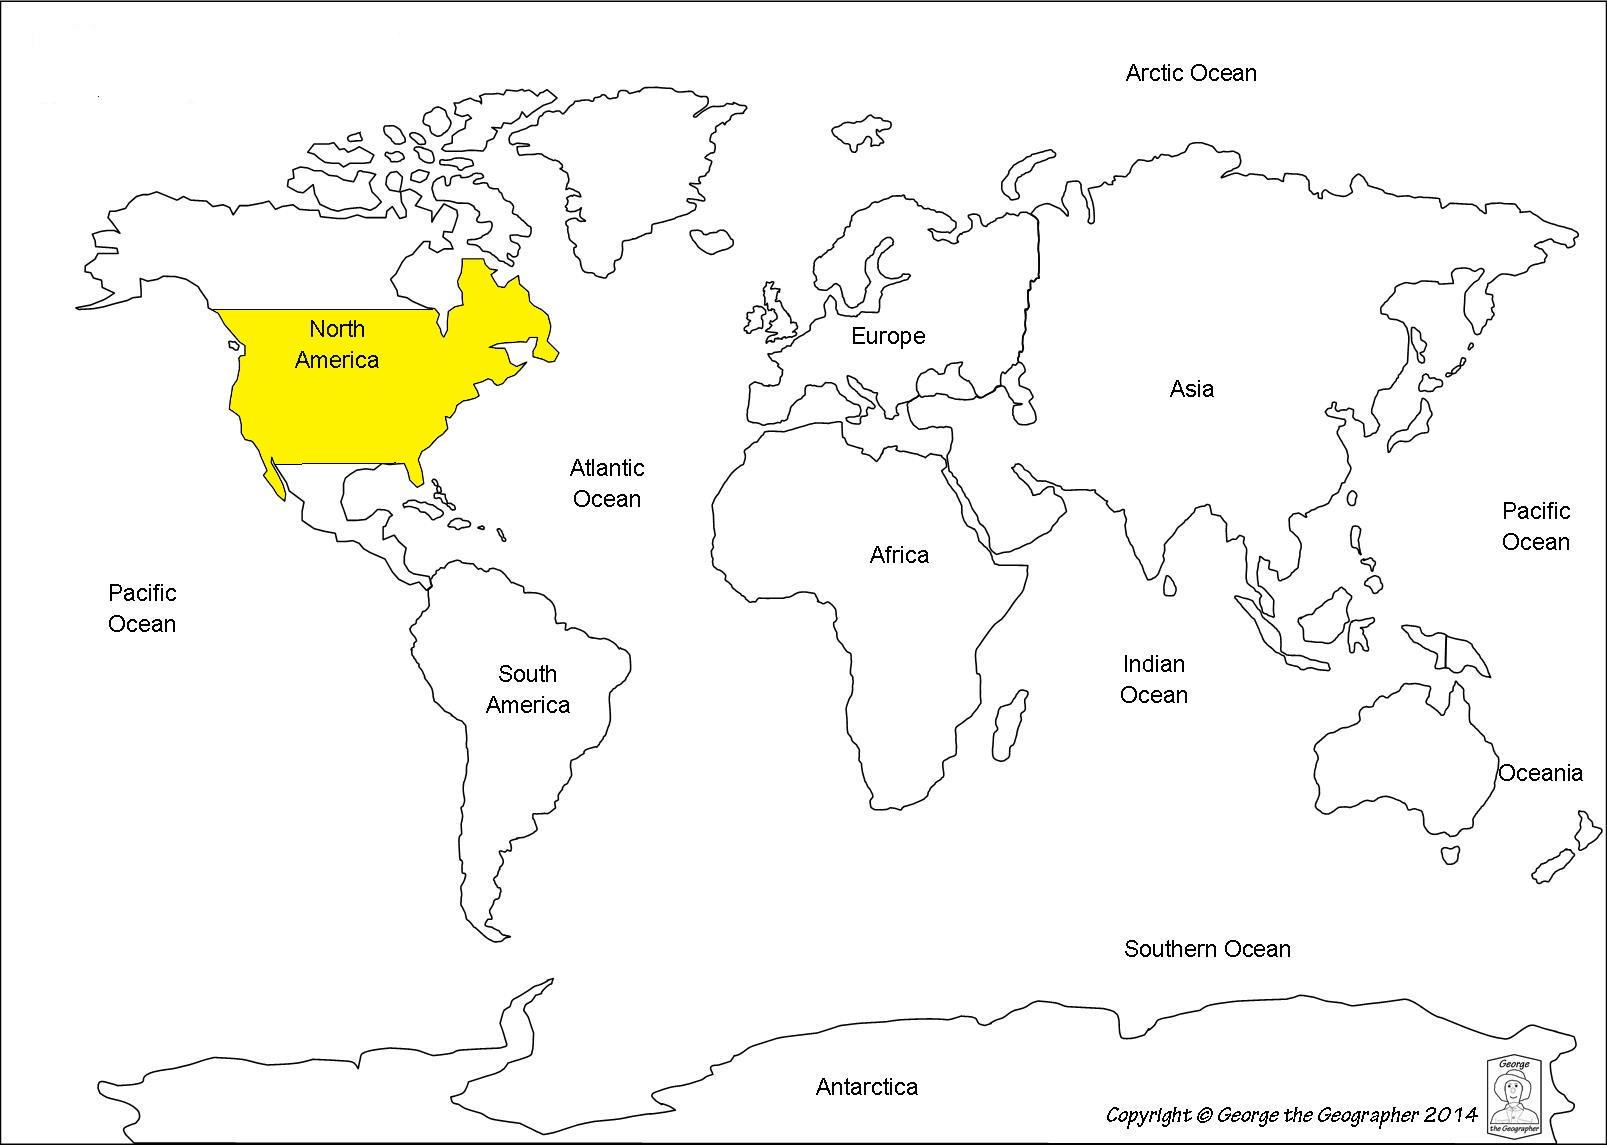 Arctic Ocean
North
America
Europe
Asia
Atlantic
Ocean
Pacific
Ocean
Africa
Pacific
Ocean
Indian
Ocean
South
America
Oceania
Southern Ocean
Antarctica
Copyright © George the Geographer 2014
George
the Geographer